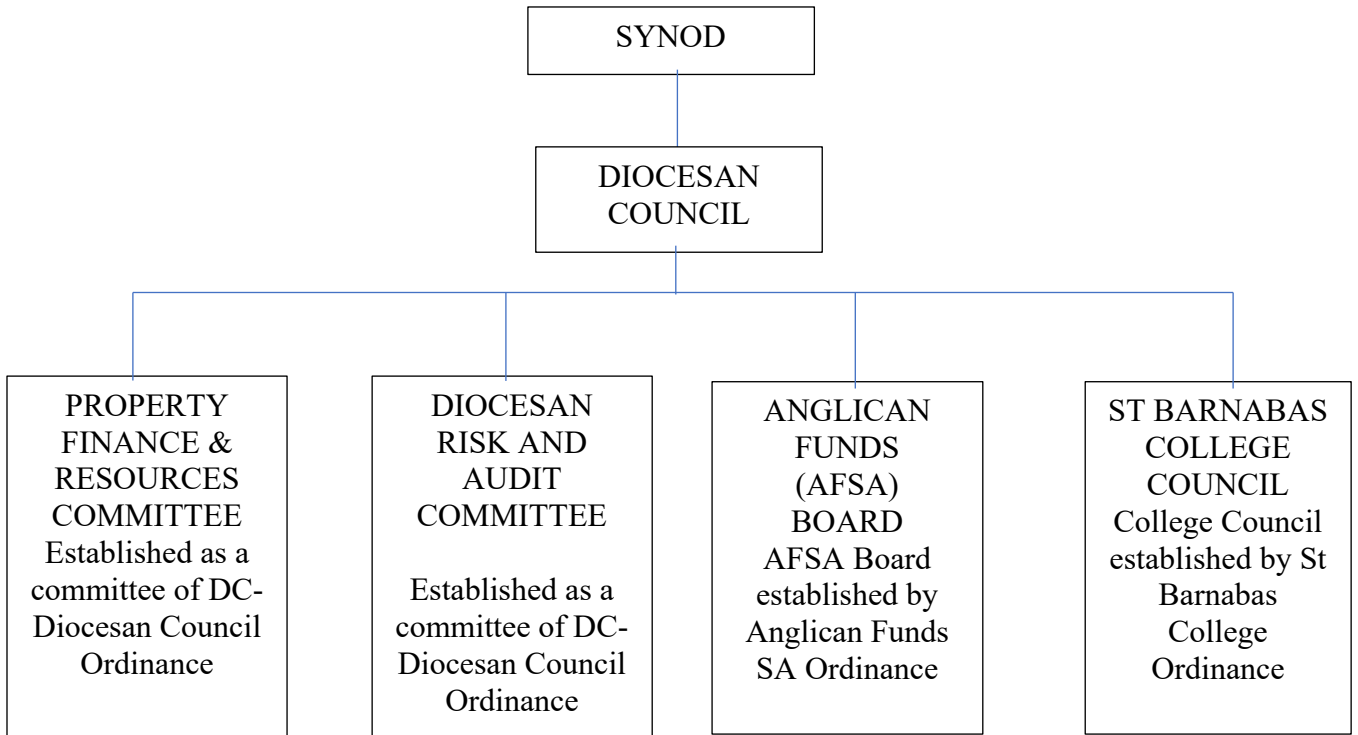 SYNOD
DIOCESAN
COUNCIL
PROPERTY
FINANCE &
RESOURCES
COMMITTEE
Established as a
committee of DC-
Diocesan Council
Ordinance
DIOCESAN
RISK AND
AUDIT
COMMITTEE
Established as a
committee of DC-
Diocesan Council
Ordinance
ANGLICAN
FUNDS
(AFSA)
BOARD
AFSA Board
established by
Anglican Funds
SA Ordinance
ST BARNABAS
COLLEGE
COUNCIL
College Council
established by St
Barnabas
College
Ordinance